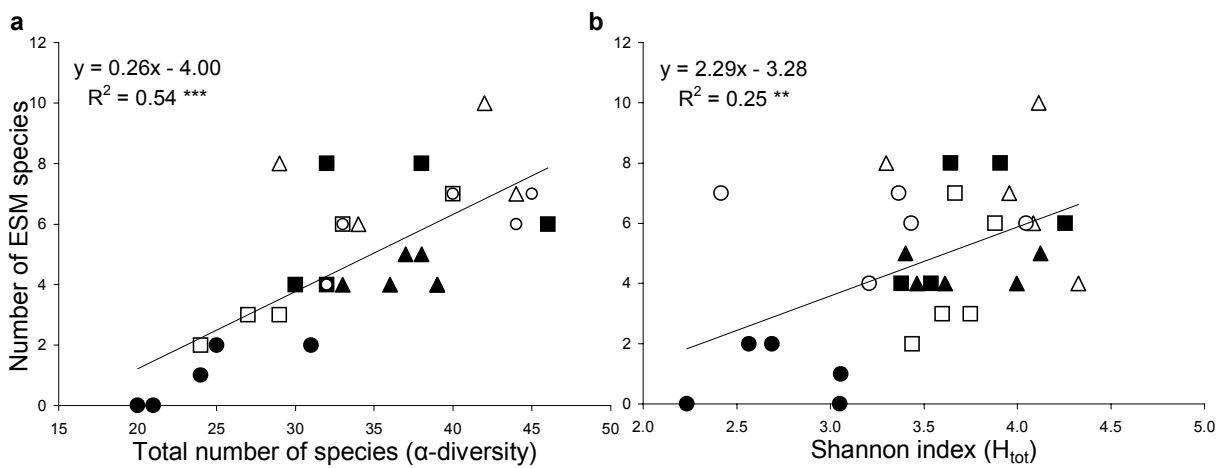 a
12
10
8
6
4
2
0
Number of ESM species
y = 0.26x - 4.00
R² = 0.54 ***
15 20 25 30 35 40 45 50
Total number of species (α-diversity)
b
12
10
8
6
4
2
0
y = 2.29x - 3.28
R² = 0.25 **
2.0 2.5 3.0 3.5 4.0 4.5 5.0
Shannon index (Htot)